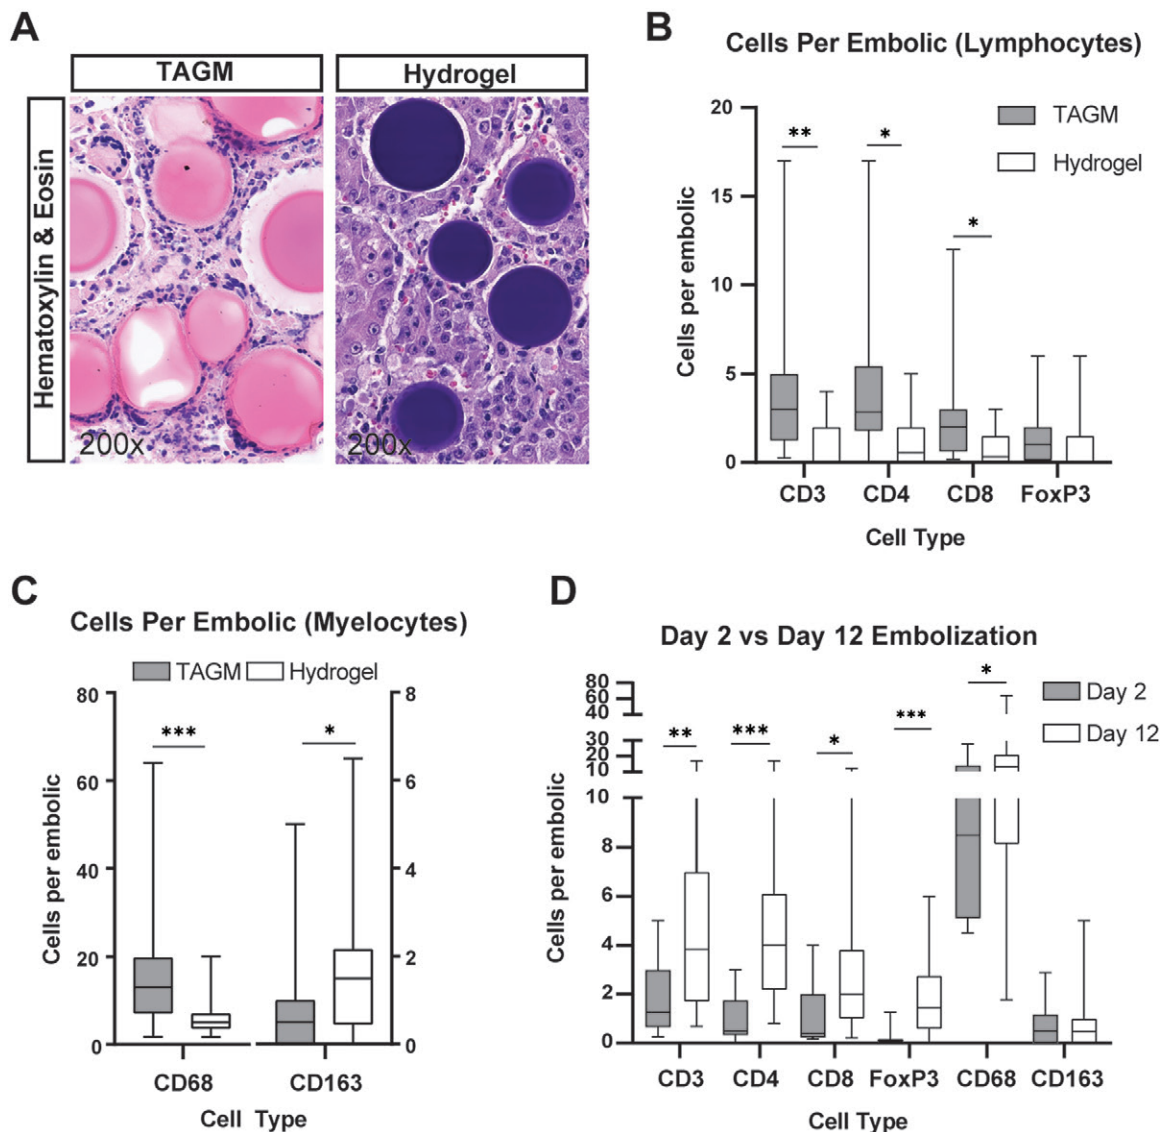 A
TAGM
Hydrogel
Hematoxylin & Eosin
200x
200x
B
Cells Per Embolic (Lymphocytes)
TAGM
Hydrogel
Cells per embolic
20
15
10
5
0
**
*
*
CD3
CD4
CD8
FoxP3
Cell Type
C
Cells Per Embolic (Myelocytes)
TAGM
Hydrogel
Cells per embolic
80
60
40
20
0
***
*
8
6
4
2
0
CD68
CD163
Cell Type
D
Day 2 vs Day 12 Embolization
Day 2
Day 12
Cells per embolic
80
60
40
30
20
10
10
8
6
4
2
0
**
***
*
***
*
CD3
CD4
CD8
FoxP3
CD68
CD163
Cell Type